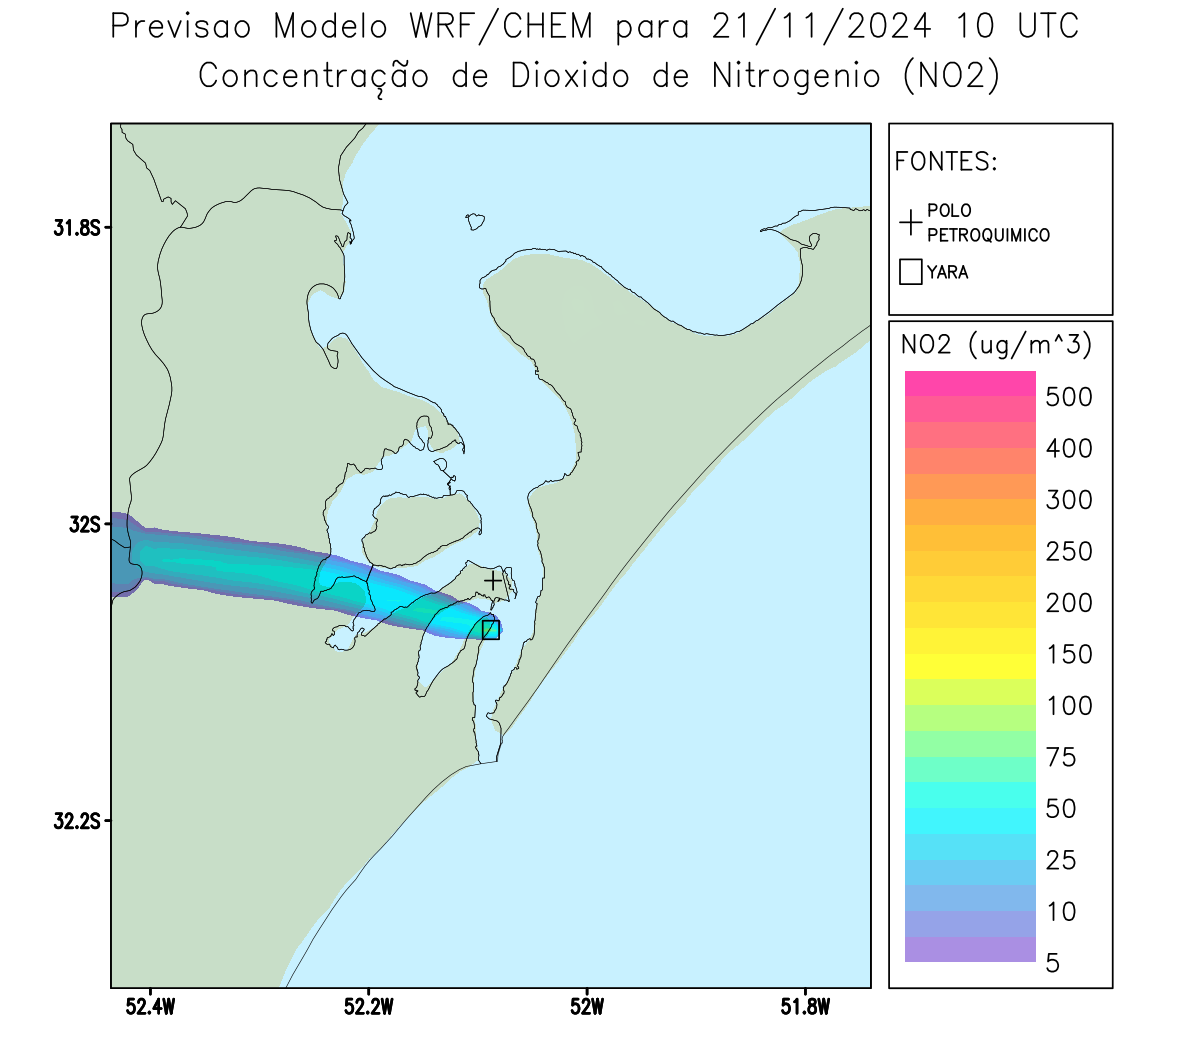 Previsao Modelo WRF/CHEM para 21/11/2024 10 UTC
Concentração de Dioxido de Nitrogenio (NO2)
FONTES:
POLO
PETROQUIMICO
YARA
NO2 (ug/m^3)
500
400
300
250
200
150
100
75
50
25
10
5
31.8S
32S
32.2S
52.4W
52.2W
52W
51.8W